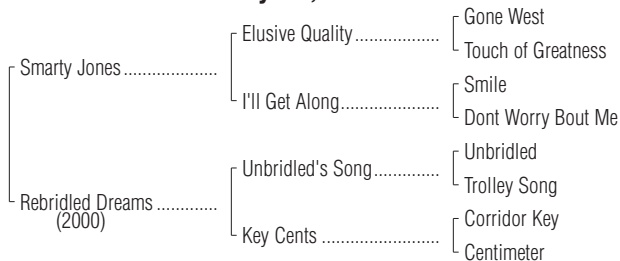 Gone West
Elusive Quality..................
Touch of Greatness
Smarty Jones....................
Smile
I'll Get Along.....................
Dont Worry Bout Me
Unbridled
Unbridled's Song..............
Trolley Song
Rebridled Dreams.............
(2000)
Corridor Key
Key Cents .........................
Centimeter